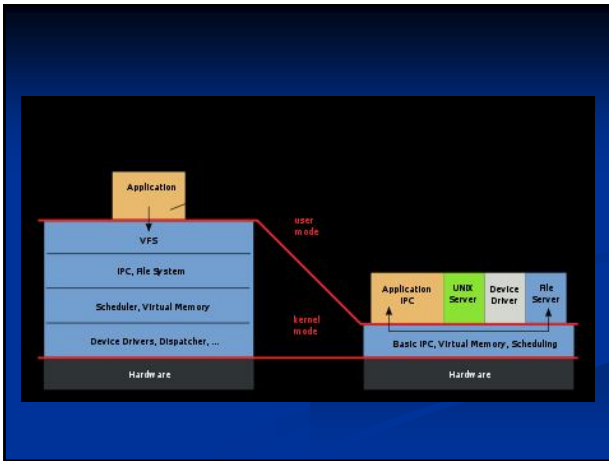 Application
VFS
IPC, File System
Scheduler, Virtual Memory
Device Drivers, Dispatcher, ...
Hardware
user
mode
kernel
mode
Application
IPC
UNIX
Server
Device
Driver
File
Server
Basic IPC, Virtual Memory, Scheduling
Hardware